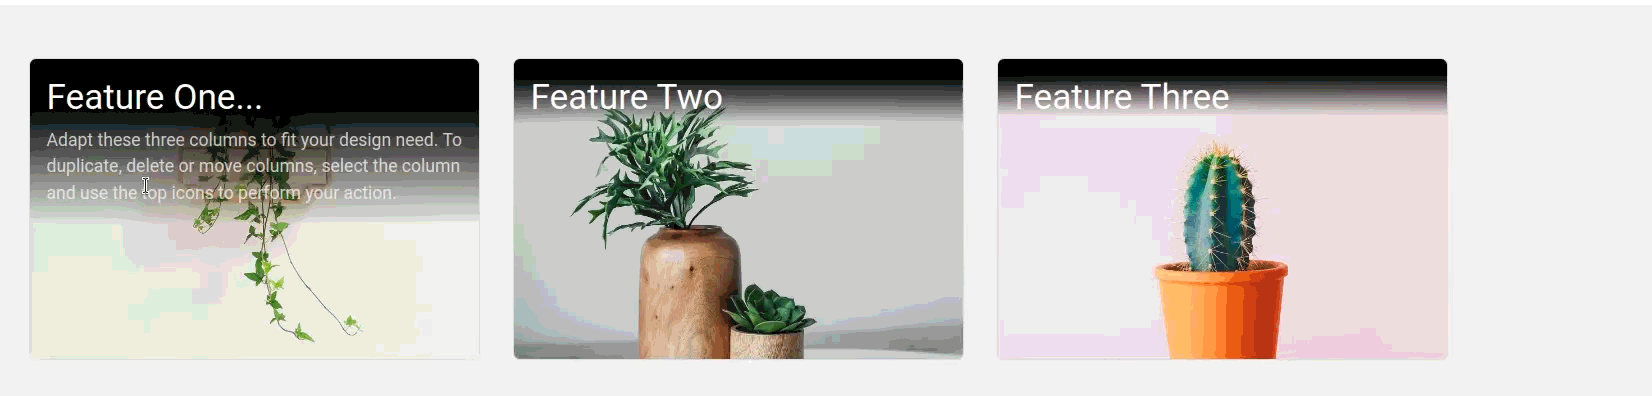 Feature One...
Adapt these three columns to fit your design need. To
duplicate, delete or move columns, select the column
and use the top icons to perform your action.
Feature Two
Feature Three